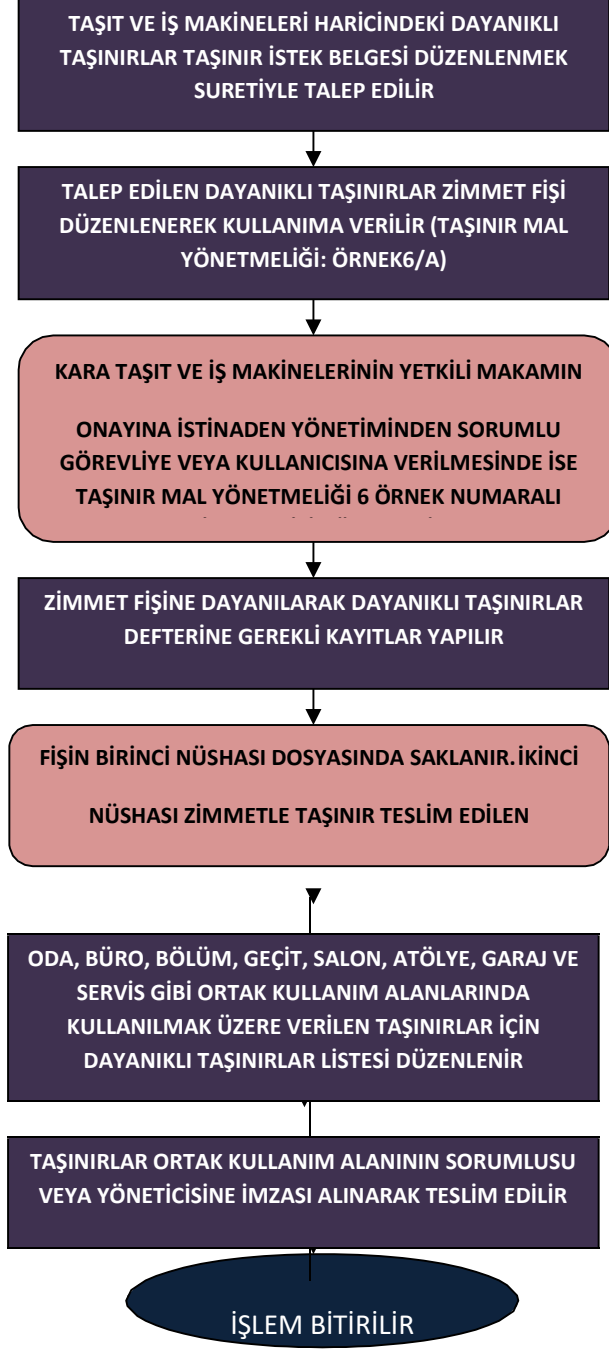 TAŞIT VE İŞ MAKİNELERİ HARİCİNDEKİ DAYANIKLI
TAŞINIRLAR TAŞINIR İSTEK BELGESİ DÜZENLENMEK
SURETİYLE TALEP EDİLİR
TALEP EDİLEN DAYANIKLI TAŞINIRLAR ZİMMET FİŞİ
DÜZENLENEREK KULLANIMA VERİLİR (TAŞINIR MAL
YÖNETMELİĞİ: ÖRNEK6/A)
KARA TAŞIT VE İŞ MAKİNELERİNİN YETKİLİ MAKAMIN
ONAYINA İSTİNADEN YÖNETİMİNDEN SORUMLU
GÖREVLİYE VEYA KULLANICISINA VERİLMESİNDE İSE
TAŞINIR MAL YÖNETMELİĞİ 6 ÖRNEK NUMARALI
ZİMMET FİŞİNE DAYANILARAK DAYANIKLI TAŞINIRLAR
DEFTERİNE GEREKLİ KAYITLAR YAPILIR
FİŞİN BİRİNCİ NÜSHASI DOSYASINDA SAKLANIR.İKİNCİ
NÜSHASI ZİMMETLE TAŞINIR TESLİM EDİLEN
ODA, BÜRO, BÖLÜM, GEÇİT, SALON, ATÖLYE, GARAJ VE
SERVİS GİBİ ORTAK KULLANIM ALANLARINDA
KULLANILMAK ÜZERE VERİLEN TAŞINIRLAR İÇİN
DAYANIKLI TAŞINIRLAR LİSTESİ DÜZENLENİR
TAŞINIRLAR ORTAK KULLANIM ALANININ SORUMLUSU
VEYA YÖNETİCİSİNE İMZASI ALINARAK TESLİM EDİLİR
İŞLEM BİTİRİLİR